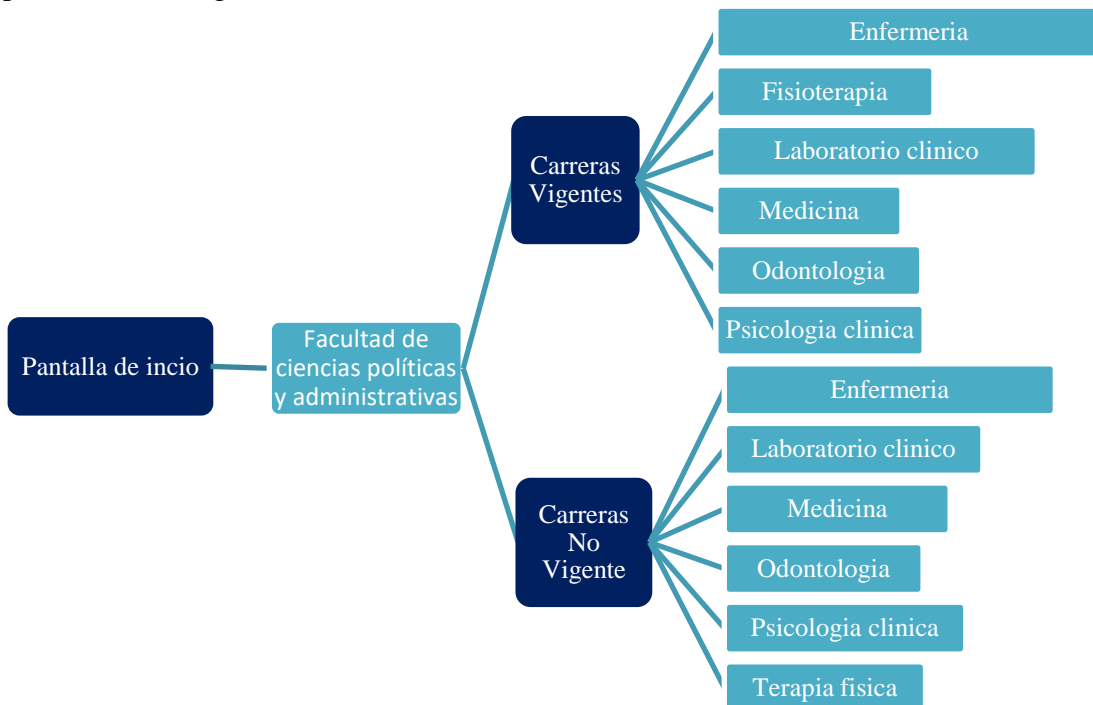 Pantalla de incio
Facultad de
ciencias políticas
y administrativas
Carreras
Vigentes
Enfermeria
Fisioterapia
Laboratorio clinico
Medicina
Odontologia
Psicologia clinica
Carreras
No
Vigente
Enfermeria
Laboratorio clinico
Medicina
Odontologia
Psicologia clinica
Terapia fisica